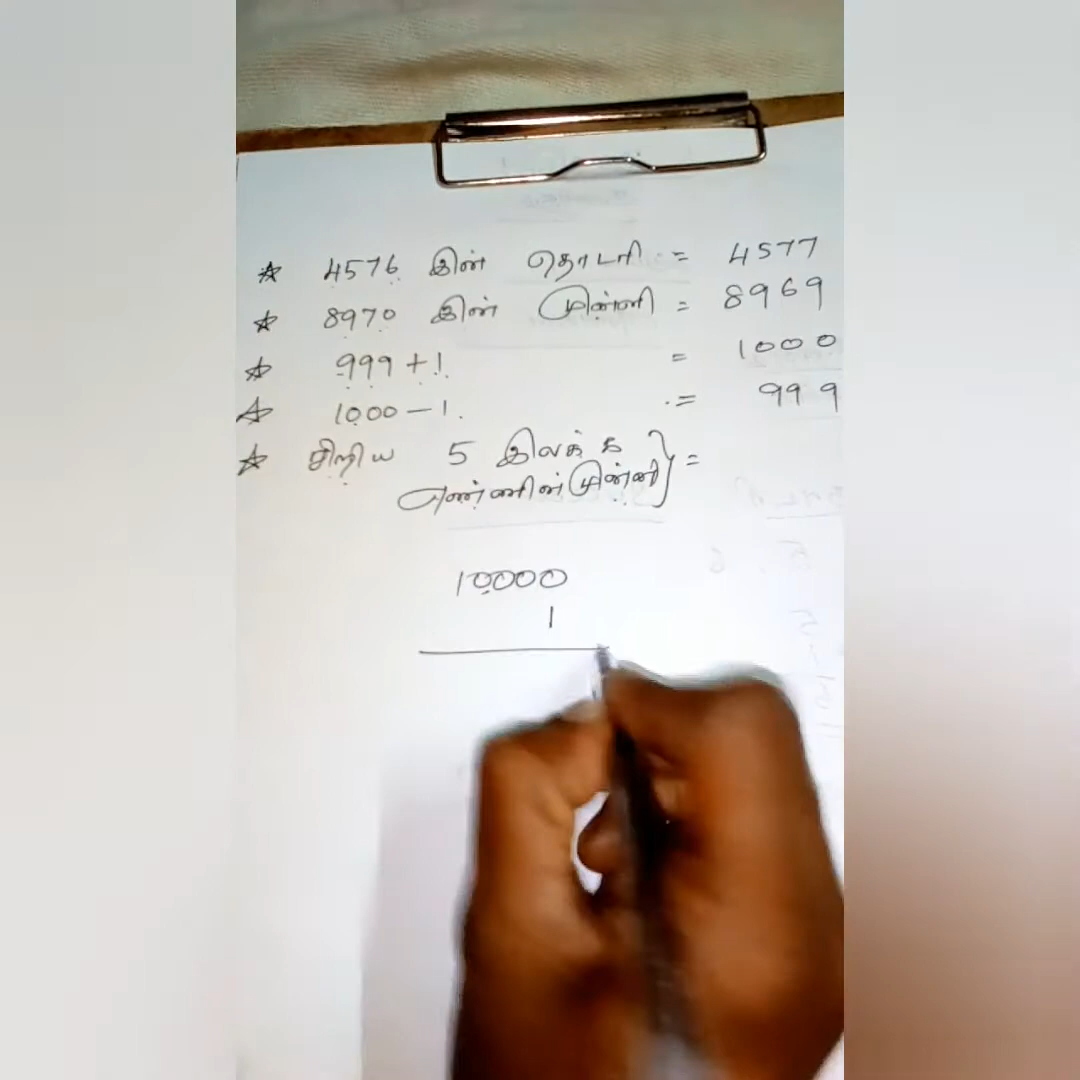 ☆ 4576 இன் தொடரி = 4577
☆ 8970 இன் முன்னி = 8969
☆ 999 + 1 = 1000
☆ 1000 – 1 . = 999
☆ சிறிய 5 இலக்க
எண்ணின் முன்னி } =
10000
1